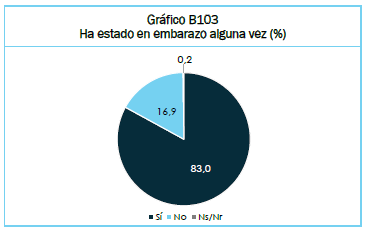 Gráfico B103
Ha estado en embarazo alguna vez (%)
0,2
16,9
83,0
Sí No Ns/Nr